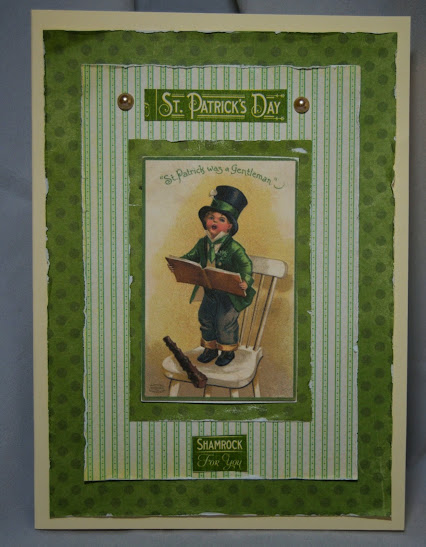 St. Patrick's Day
"St. Patrick was a Gentleman"
Shamrock
For You